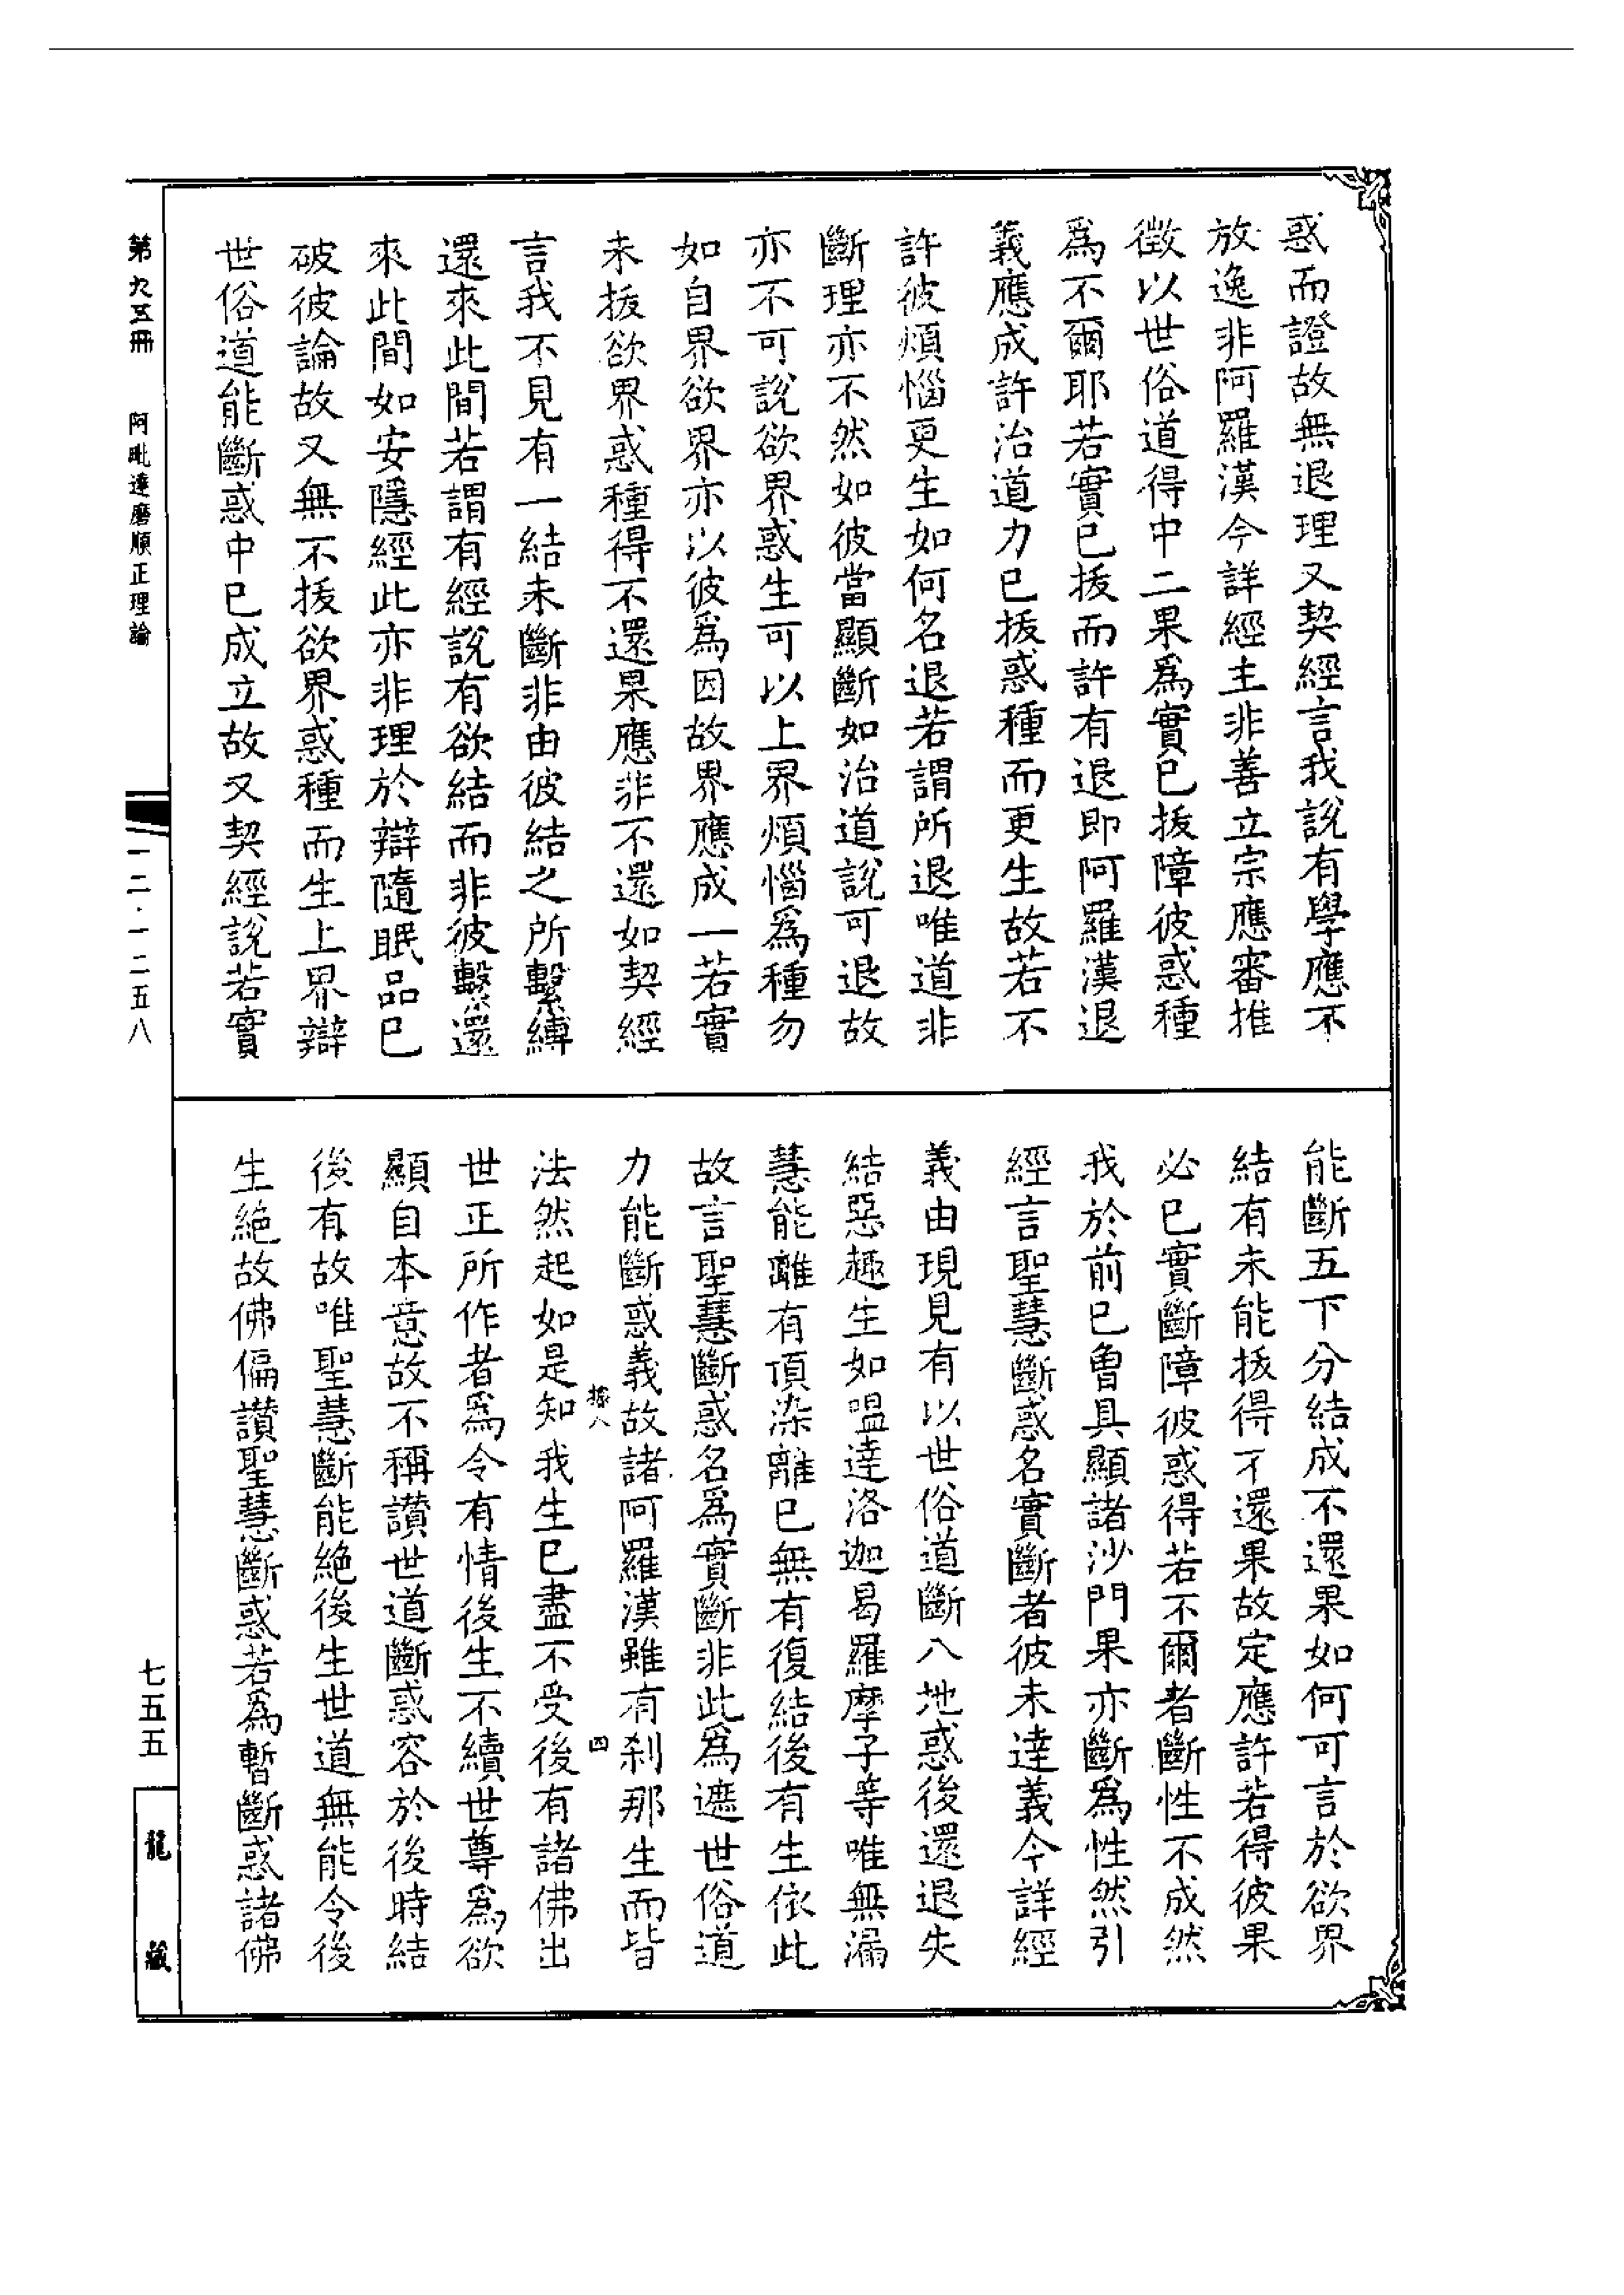 惑而證故無退理又契經言我說有學應不
放逸非阿羅漢今詳經主非善立宗應審推
徵以世俗道得中二果爲實已拔障彼惑種
爲不爾耶若實已拔而許有退即阿羅漢退
義應成許治道力已拔惑種而更生故若不
許彼煩惱更生如何名退若謂所退唯道非
斷理亦不然如彼當顯斷如治道說可退故
亦不可說欲界惑生可以上界煩惱爲種勿
如自界欲界亦以彼爲因故界應成一若實
未拔欲界惑種得不還果應非不還如契經
言我不見有一結未斷非由彼結之所繫縛
還來此間若謂有經說有欲結而非彼繫還
來此間如安隱經此亦非理於辯隨眠品已
破彼論故又無不拔欲界惑種而生上界辯
世俗道能斷惑中已成立故又契經說若實
能斷五下分結成不還果如何可言於欲界
結有未能拔得不還果故定應許若得彼果
必已實斷障彼惑得若不爾者斷性不成然
我於前已曾具顯諸沙門果亦斷爲性然引
經言聖慧斷惑名實斷者彼未達義今詳經
義由現見有以世俗道斷八地惑後還退失
結惡趣生如嗢達洛迦曷羅摩子等唯無漏
慧能離有頂染離已無有復結後有生依此
故言聖慧斷惑名爲實斷非此爲遮世俗道
力能斷惑義故諸阿羅漢雖有刹那生而皆
法然起如是知我生已盡不受後有諸佛出
世正所作者爲令有情後生不續世尊爲欲
顯自本意故不稱讚世道斷惑容於後時結
後有故唯聖慧斷能絕後生世道無能令後
生絕故佛偏讚聖慧斷惑若爲暫斷惑諸佛
四
第九五冊 阿毗達磨順正理論
一二·一二五八
七五五
龍藏